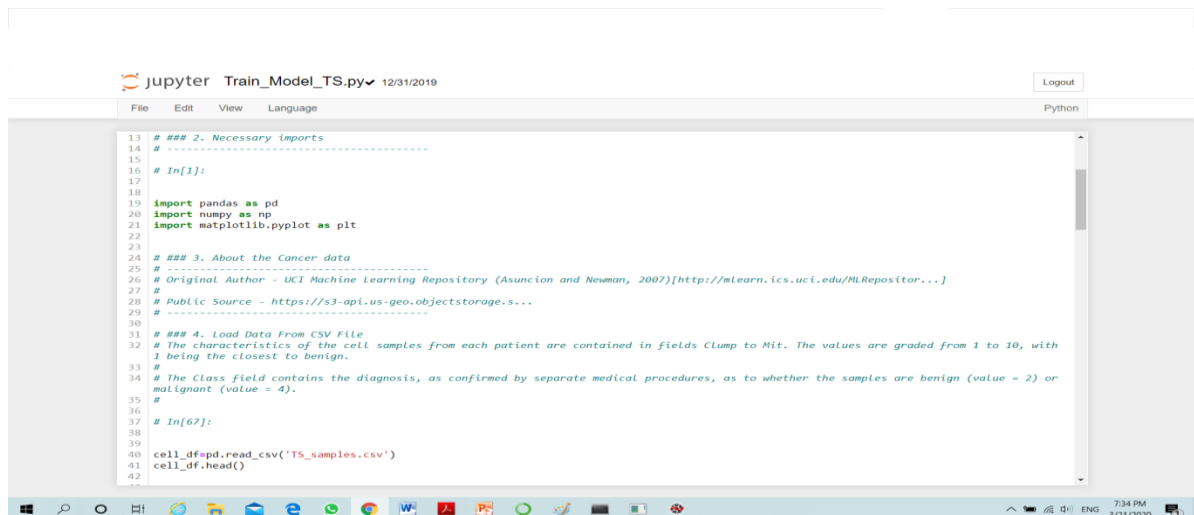 jupyter Train_Model_TS.py✔ 12/31/2019
Logout
File Edit View Language
Python
13 # ### 2. Necessary imports
14 # ----------------------------------------
15
16 # In[1]:
17
18
19 import pandas as pd
20 import numpy as np
21 import matplotlib.pyplot as plt
22
23
24 # ### 3. About the Cancer data
25 # ----------------------------------------
26 # Original Author - UCI Machine Learning Repository (Asuncion and Newman, 2007)[http://mlearn.ics.uci.edu/MLRepositor...]
27 #
28 # Public Source - https://s3-api.us-geo.objectstorage.s...
29 # ----------------------------------------
30
31 # ### 4. Load Data From CSV File
32 # The characteristics of the cell samples from each patient are contained in fields Clump to Mit. The values are graded from 1 to 10, with
1 being the closest to benign.
33 #
34 # The Class field contains the diagnosis, as confirmed by separate medical procedures, as to whether the samples are benign (value = 2) or
malignant (value = 4).
35 #
36
37 # In[67]:
38
39
40 cell_df=pd.read_csv('TS_samples.csv')
41 cell_df.head()
42
ENG
7:34 PM
3/21/2020